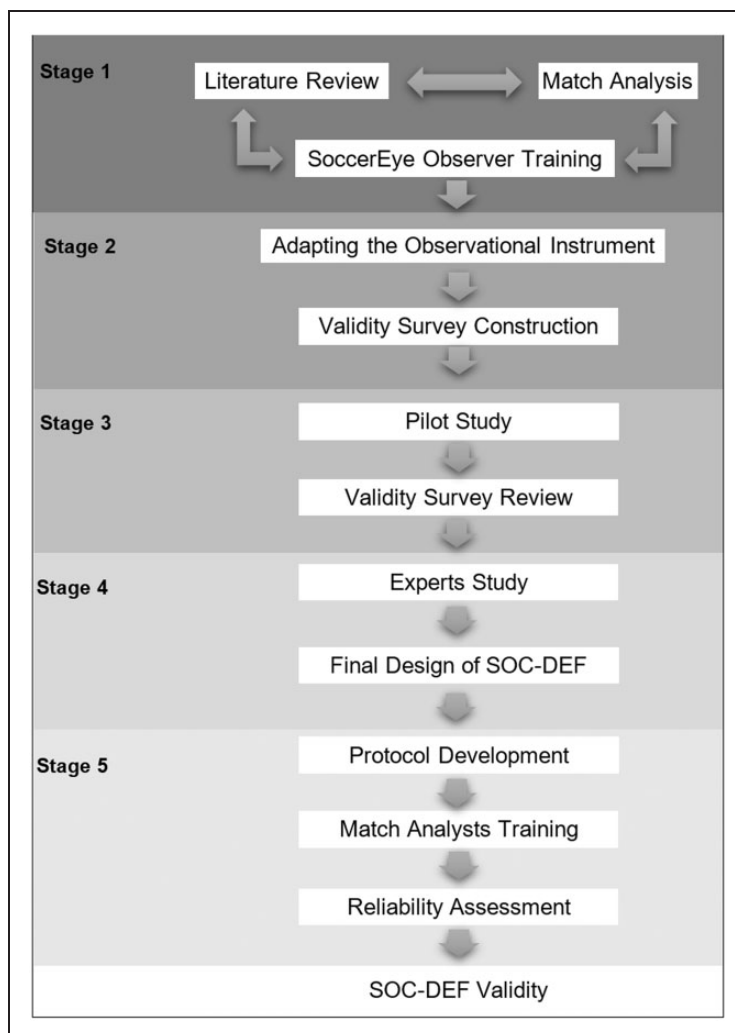 Stage 1
Literature Review
Match Analysis
SoccerEye Observer Training
Stage 2
Adapting the Observational Instrument
Validity Survey Construction
Stage 3
Pilot Study
Validity Survey Review
Stage 4
Experts Study
Final Design of SOC-DEF
Stage 5
Protocol Development
Match Analysts Training
Reliability Assessment
SOC-DEF Validity